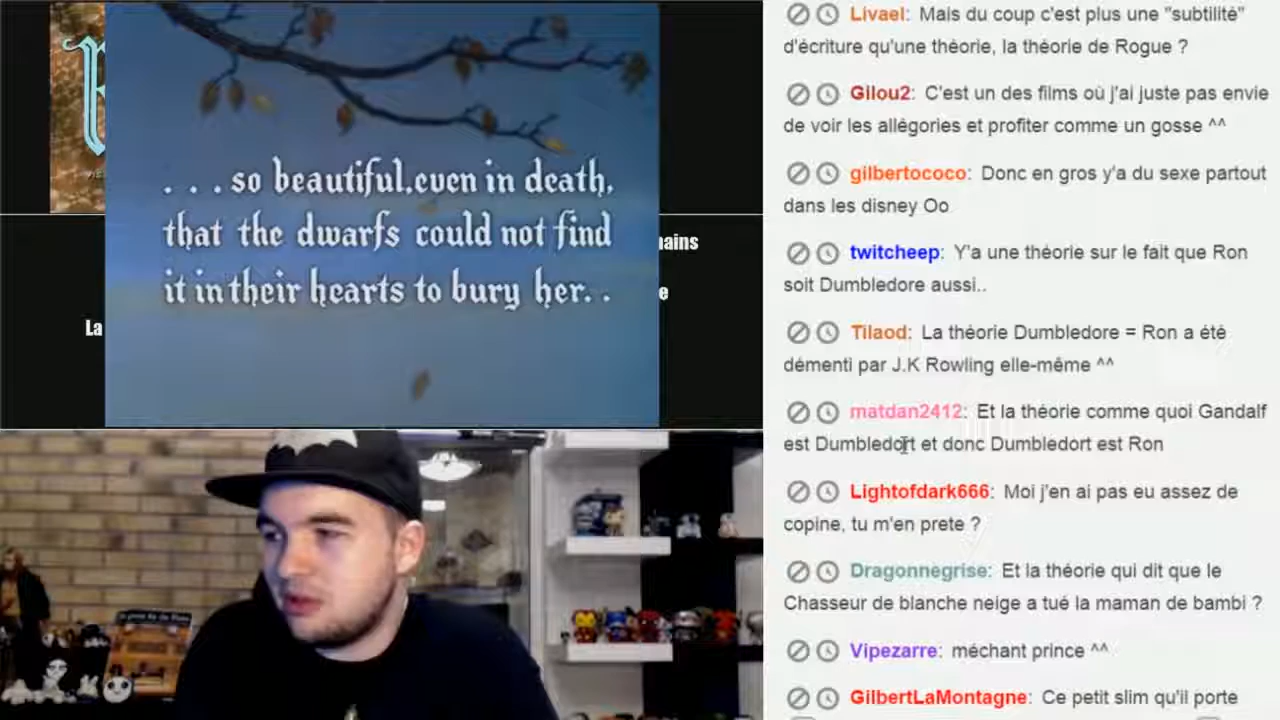 . . . so beautiful, even in death,
that the dwarfs could not find
it in their hearts to bury her. .
ains
e
La
Livael: Mais du coup c'est plus une "subtilité"
d'écriture qu'une théorie, la théorie de Rogue ?
Gilou2: C'est un des films où j'ai juste pas envie
de voir les allégories et profiter comme un gosse ^^
gilbertococo: Donc en gros y'a du sexe partout
dans les disney Oo
twitcheep: Y'a une théorie sur le fait que Ron
soit Dumbledore aussi..
Tilaod: La théorie Dumbledore = Ron a été
démenti par J.K Rowling elle-même ^^
matdan2412: Et la théorie comme quoi Gandalf
est Dumbledort et donc Dumbledort est Ron
Lightofdark666: Moi j'en ai pas eu assez de
copine, tu m'en prete ?
Dragonnegrise: Et la théorie qui dit que le
Chasseur de blanche neige a tué la maman de bambi ?
Vipezarre: méchant prince ^^
GilbertLaMontagne: Ce petit slim qu'il porte